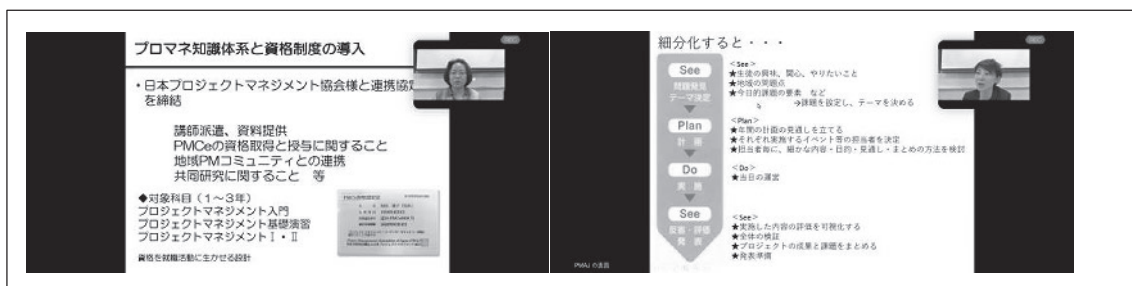 プロマネ知識体系と資格制度の導入
・日本プロジェクトマネジメント協会様と連携協定
を締結
講師派遣、資料提供
PMCeの資格取得と授与に関すること
地域PMコミュニティとの連携
共同研究に関すること　等
◆対象科目（1～3年）
プロジェクトマネジメント入門
プロジェクトマネジメント基礎演習
プロジェクトマネジメントⅠ・Ⅱ
資格を就職活動に生かせる設計
細分化すると・・・
See
問題発見
テーマ決定
<See>
★生徒の興味、関心、やりたいこと
★地域の問題点
★今日的課題の要素　など
→課題を設定し、テーマを決める
Plan
計画
<Plan>
★年間の計画の見通しを立てる
★それぞれ実施するイベント等の担当者を決定
★担当者毎に、細かな内容・目的・見通し・まとめの方法を検討
Do
実施
<Do>
★当日の運営
See
反省・評価
発表
<See>
★実施した内容の評価を可視化する
★全体の検証
★プロジェクトの成果と課題をまとめる
★発表準備
PMAJ の画面